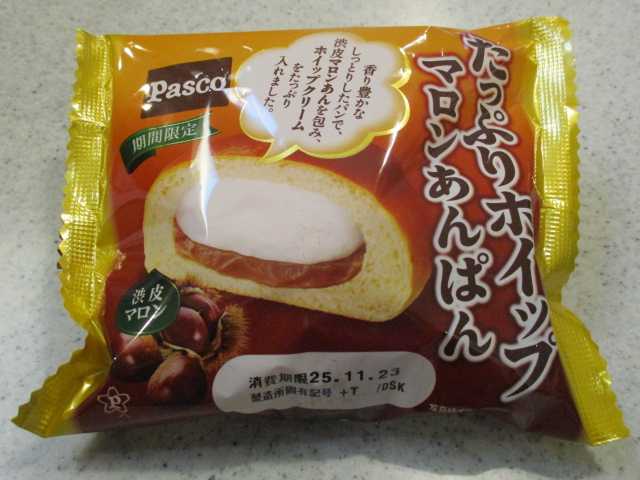 Pasco
期間限定
香り豊かな
しっとりしたパンで、
渋皮マロンあんを包み、
ホイップクリーム
をたっぷり
入れました。
たっぷりホイップ
マロンあんぱん
渋皮
マロン
消費期限25.11.23
製造所固有記号 +T /DSK